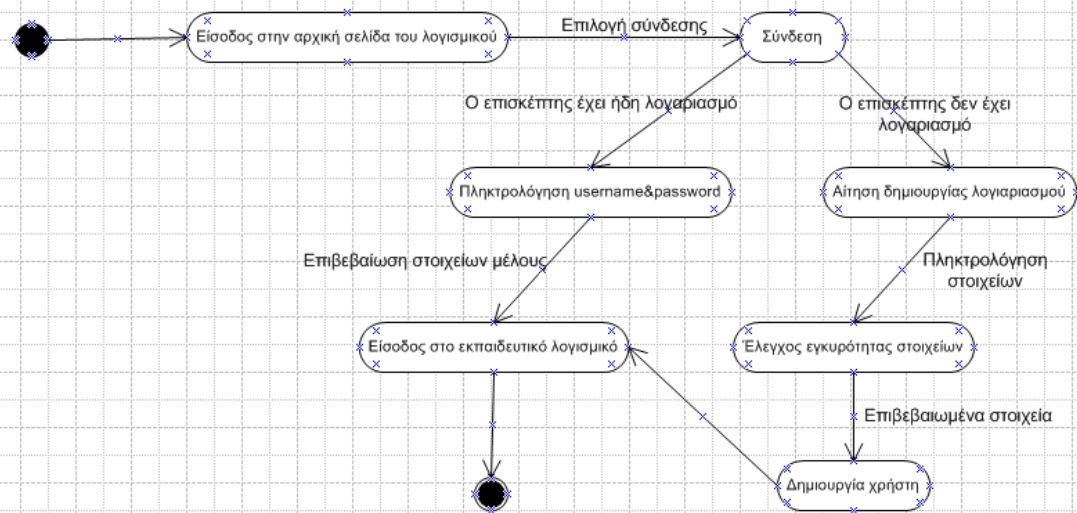 Είσοδος στην αρχική σελίδα του λογισμικού
Επιλογή σύνδεσης
Σύνδεση
Ο επισκέπτης έχει ήδη λογαριασμό
Ο επισκέπτης δεν έχει
λογαριασμό
Πληκτρολόγηση username&password
Αίτηση δημιουργίας λογιαριασμού
Επιβεβαίωση στοιχείων μέλους
Πληκτρολόγηση
στοιχείων
Είσοδος στο εκπαιδευτικό λογισμικό
Έλεγχος εγκυρότητας στοιχείων
Επιβεβαιωμένα στοιχεία
Δημιουργία χρήστη